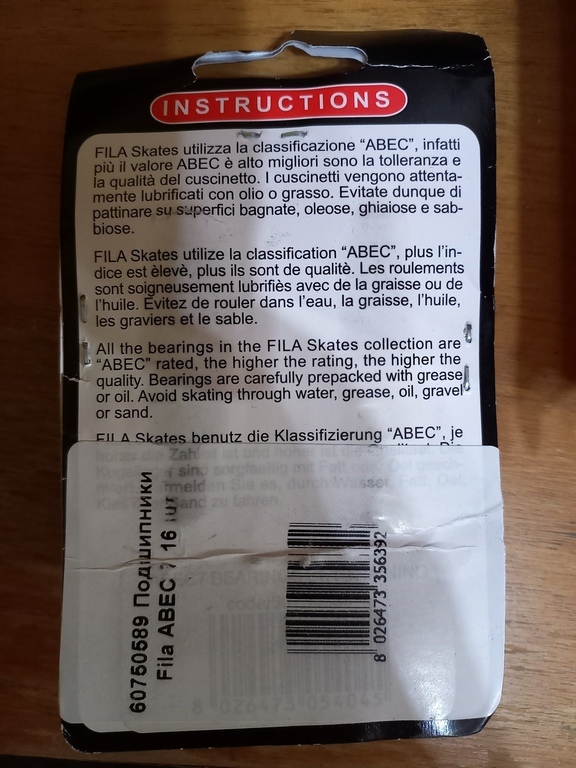 INSTRUCTIONS
FILA Skates utilizza la classificazione “ABEC”, infatti
più il valore ABEC è alto migliori sono la tolleranza e
la qualità del cuscinetto. I cuscinetti vengono attenta-
mente lubrificati con olio o grasso. Evitate dunque di
pattinare su superfici bagnate, oleose, ghiaiose e sab-
biose.
FILA Skates utilize la classification “ABEC”, plus l'in-
dice est èlevè, plus ils sont de qualitè. Les roulements
sont soigneusement lubrifiès avec de la graisse ou de
l'huile. Evitez de rouler dans l'eau, la graisse, l'huile,
les graviers et le sable.
All the bearings in the FILA Skates collection are
“ABEC” rated, the higher the rating, the higher the
quality. Bearings are carefully prepacked with grease
or oil. Avoid skating through water, grease, oil, gravel
or sand.
FILA Skates benutz die Klassifizierung “ABEC”, je
60750589 Подшипники
Fila ABEC 16
8 026473 356392
8 026473 054045